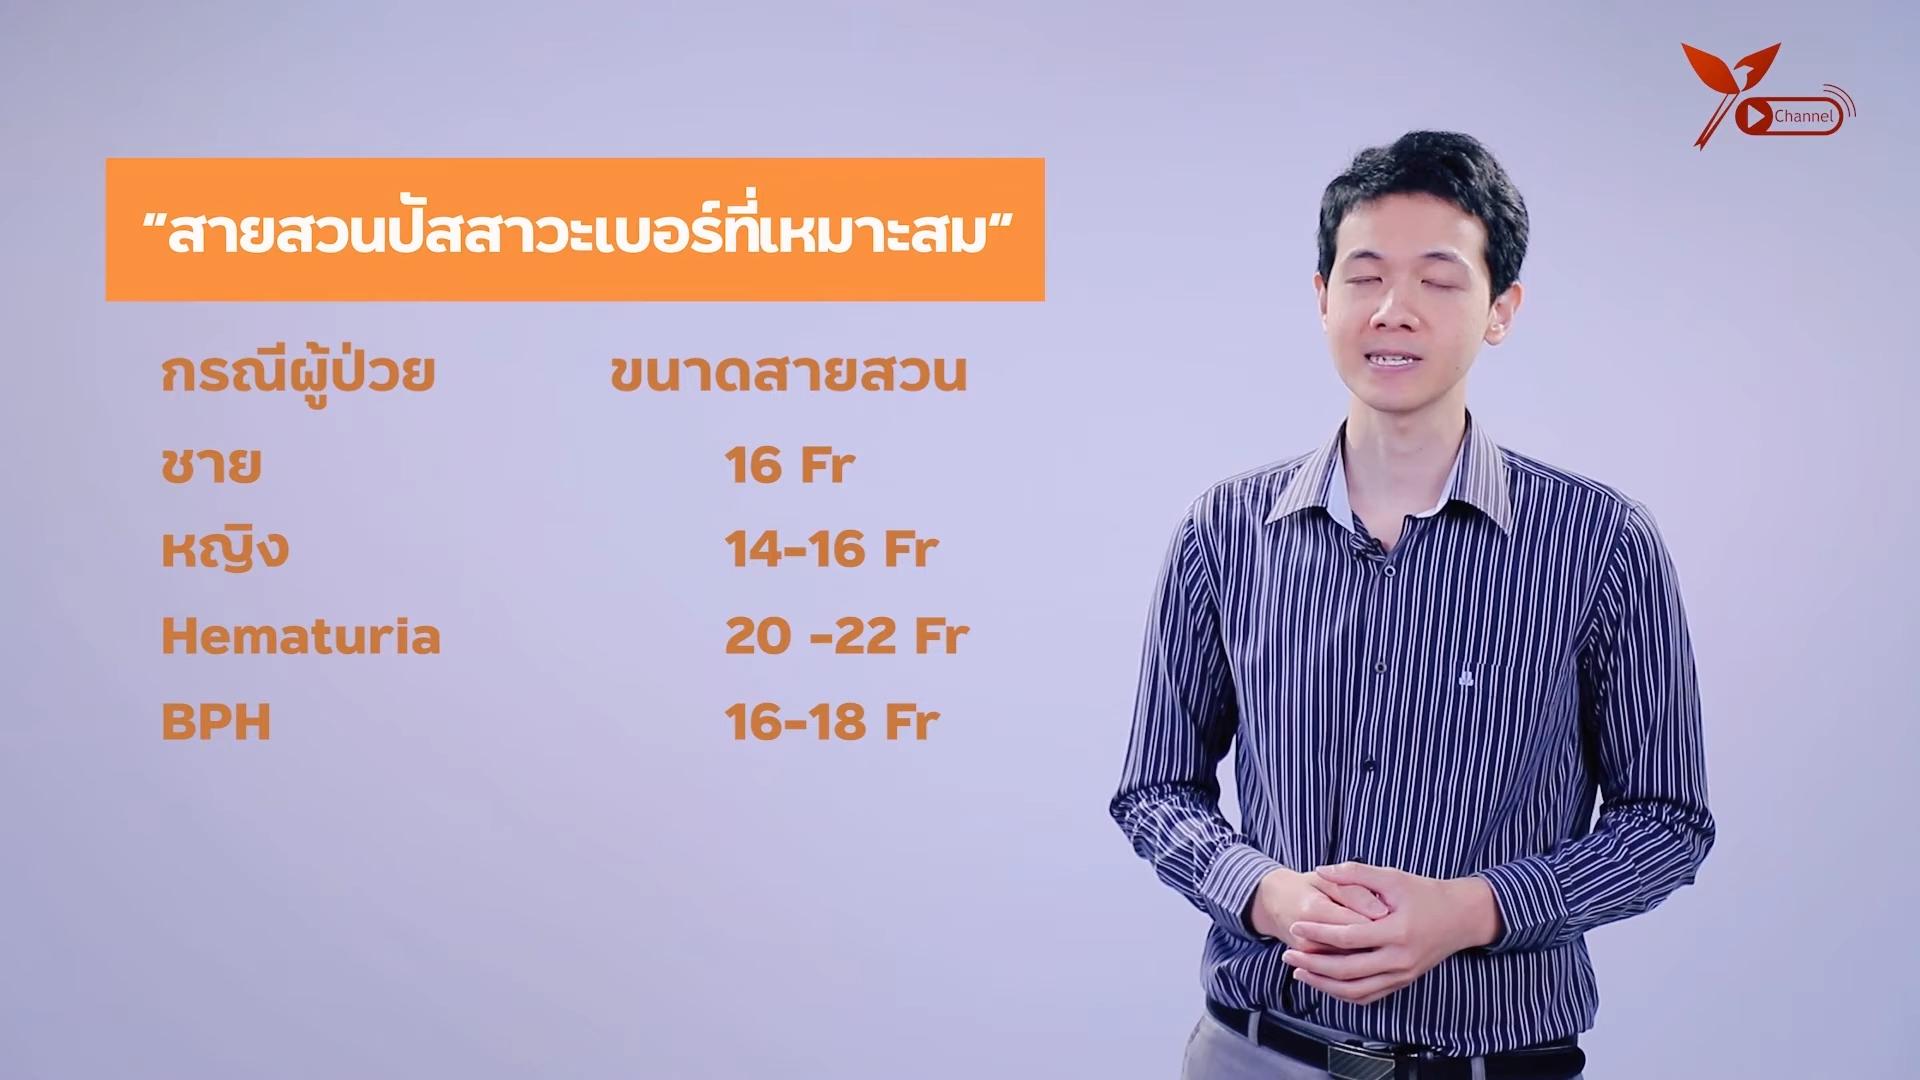 Channel
“สายสวนปัสสาวะเบอร์ที่เหมาะสม”
กรณีผู้ป่วย ขนาดสายสวน
ชาย 16 Fr
หญิง 14-16 Fr
Hematuria 20 -22 Fr
BPH 16-18 Fr